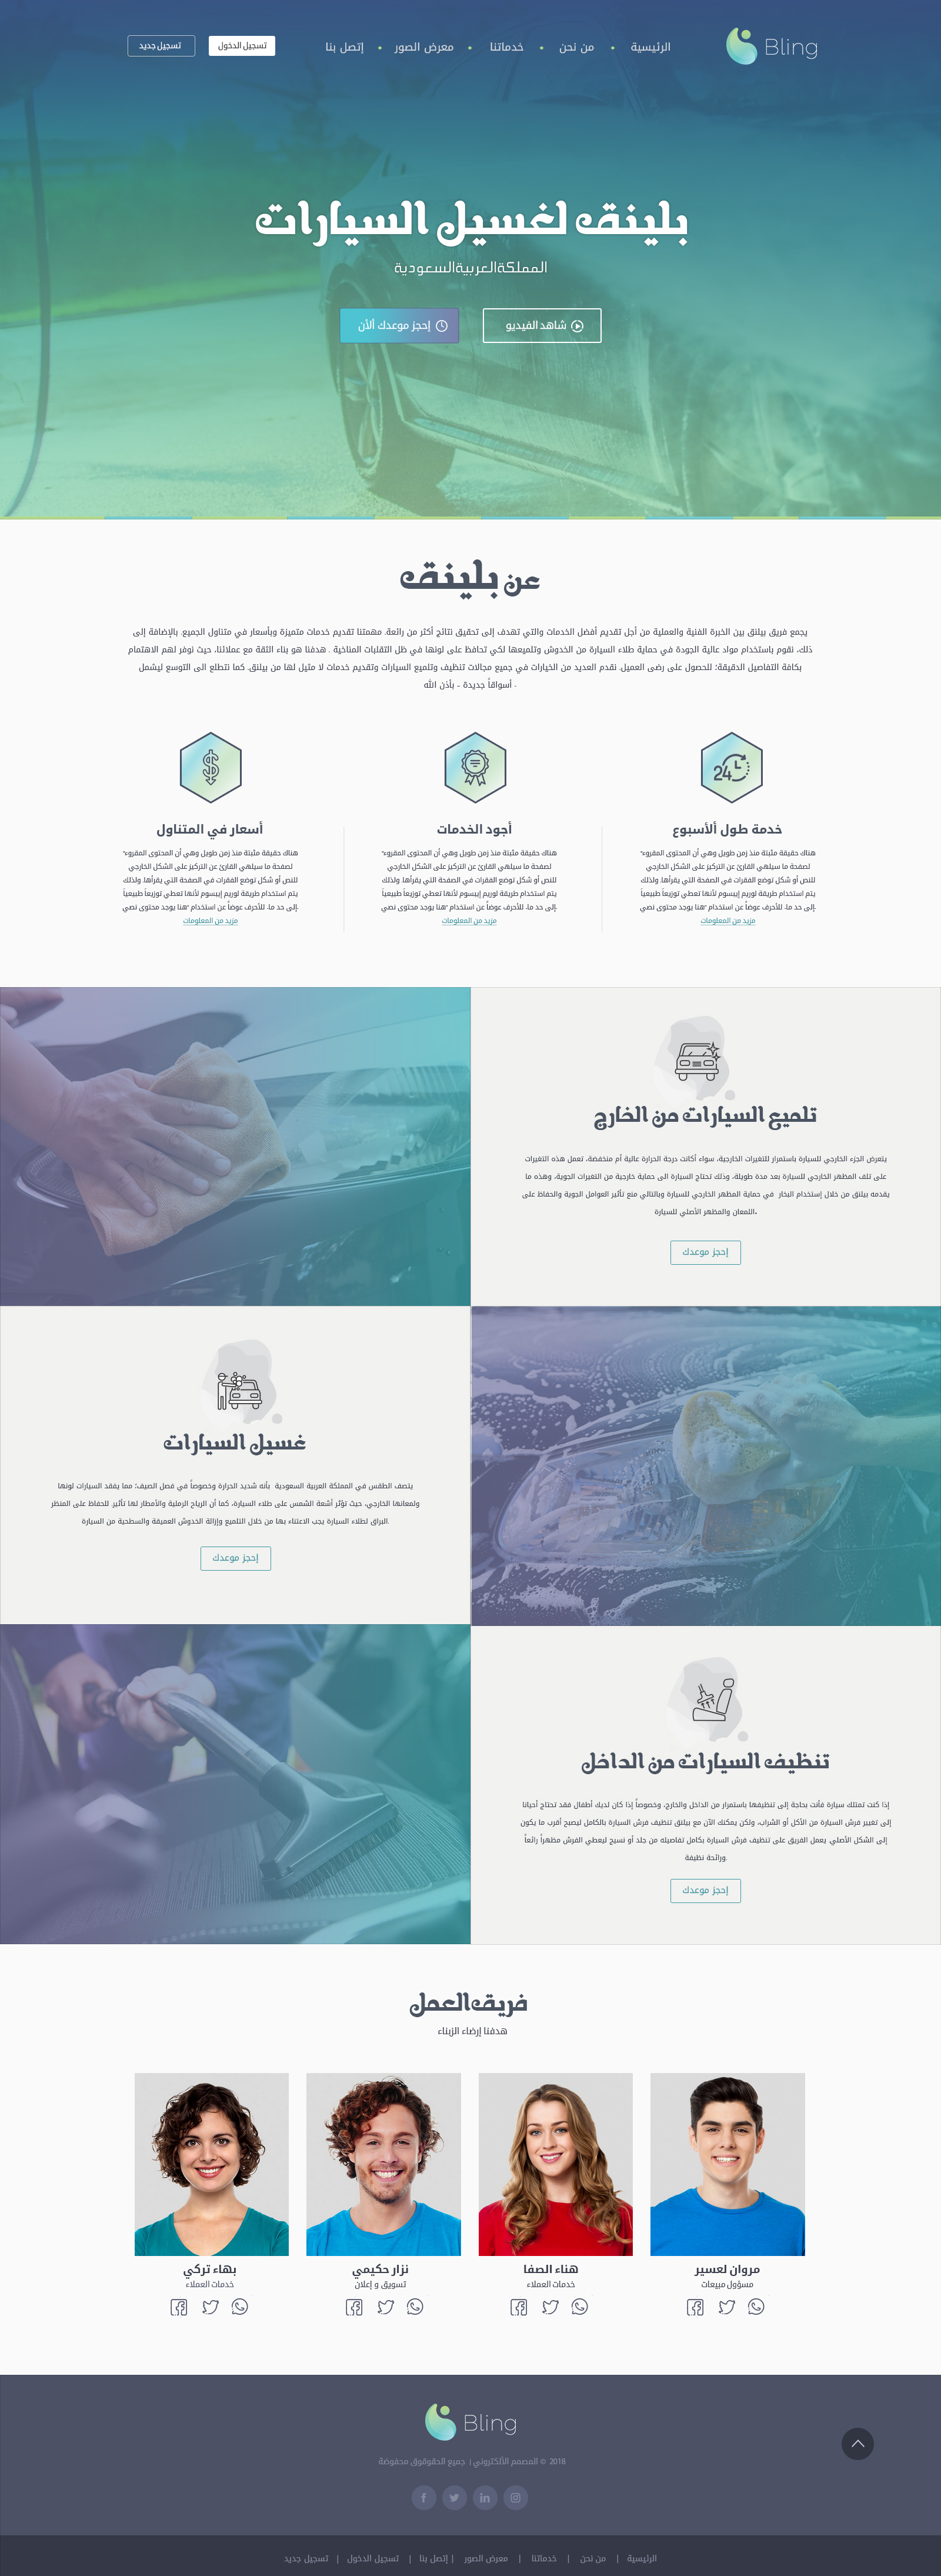 Bling
الرئيسية • من نحن • خدماتنا • معرض الصور • إتصل بنا
تسجيل الدخول
تسجيل جديد
بلينق لغسيل السيارات
المملكة العربية السعودية
شاهد الفيديو
إحجز موعدك ألأن
عن بلينق
يجمع فريق بيلنق بين الخبرة الفنية والعملية من أجل تقديم أفضل الخدمات والتي تهدف إلى تحقيق نتائج أكثر من رائعة. مهمتنا تقديم خدمات متميزة وبأسعار في متناول الجميع. بالإضافة إلى
ذلك، نقوم باستخدام مواد عالية الجودة في حماية طلاء السيارة من الخدوش وتلميعها لكي تحافظ على لونها في ظل التقلبات المناخية . هدفنا هو بناء الثقة مع عملائنا، حيث نوفر لهم الاهتمام
بكافة التفاصيل الدقيقة؛ للحصول على رضى العميل. نقدم العديد من الخيارات في جميع مجالات تنظيف وتلميع السيارات وتقديم خدمات لا مثيل لها من بيلنق. كما نتطلع الى التوسع ليشمل
أسواقاً جديدة - بأذن الله -
24
خدمة طول ألأسبوع
هناك حقيقة مثبتة منذ زمن طويل وهي أن المحتوى المقروء"
لصفحة ما سيلهي القارئ عن التركيز على الشكل الخارجي
للنص أو شكل توضع الفقرات في الصفحة التي يقرأها. ولذلك
يتم استخدام طريقة لوريم إيبسوم لأنها تعطي توزيعاَ طبيعياَ
-إلى حد ما- للأحرف عوضاً عن استخدام "هنا يوجد محتوى نصي
مزيد من المعلومات
أجود الخدمات
هناك حقيقة مثبتة منذ زمن طويل وهي أن المحتوى المقروء"
لصفحة ما سيلهي القارئ عن التركيز على الشكل الخارجي
للنص أو شكل توضع الفقرات في الصفحة التي يقرأها. ولذلك
يتم استخدام طريقة لوريم إيبسوم لأنها تعطي توزيعاَ طبيعياَ
-إلى حد ما- للأحرف عوضاً عن استخدام "هنا يوجد محتوى نصي
مزيد من المعلومات
أسعار في المتناول
هناك حقيقة مثبتة منذ زمن طويل وهي أن المحتوى المقروء"
لصفحة ما سيلهي القارئ عن التركيز على الشكل الخارجي
للنص أو شكل توضع الفقرات في الصفحة التي يقرأها. ولذلك
يتم استخدام طريقة لوريم إيبسوم لأنها تعطي توزيعاَ طبيعياَ
-إلى حد ما- للأحرف عوضاً عن استخدام "هنا يوجد محتوى نصي
مزيد من المعلومات
تلميع السيارات من الخارج
يتعرض الجزء الخارجي للسيارة باستمرار للتغيرات الخارجية، سواء أكانت درجة الحرارة عالية أم منخفضة، تعمل هذه التغيرات
على تلف المظهر الخارجي للسيارة بعد مدة طويلة، وذلك تحتاج السيارة الى حماية خارجية من التغيرات الجوية، وهذه ما
يقدمه بيلنق من خلال إستخدام البخار في حماية المظهر الخارجي للسيارة وبالتالي منع تأثير العوامل الجوية والحفاظ على
اللمعان والمظهر الأصلي للسيارة.
إحجز موعدك
غسيل السيارات
يتصف الطقس في المملكة العربية السعودية بأنه شديد الحرارة وخصوصاً في فصل الصيف؛ مما يفقد السيارات لونها
ولمعانها الخارجي، حيث تؤثر أشعة الشمس على طلاء السيارة، كما أن الرياح الرملية والأمطار لها تأثير. للحفاظ على المنظر
البراق لطلاء السيارة يجب الاعتناء بها من خلال التلميع وإزالة الخدوش العميقة والسطحية من السيارة.
إحجز موعدك
تنظيف السيارات من الداخل
إذا كنت تمتلك سيارة فأنت بحاجة إلى تنظيفها باستمرار من الداخل والخارج، وخصوصاً إذا كان لديك أطفال فقد تحتاج أحيانا
إلى تغيير فرش السيارة من الأكل أو الشراب، ولكن يمكنك الآن مع بيلنق تنظيف فرش السيارة بالكامل ليصبح أقرب ما يكون
إلى الشكل الأصلي. يعمل الفريق على تنظيف فرش السيارة بكامل تفاصيله من جلد أو نسيج ليعطي الفرش مظهراً رائعاً
ورائحة نظيفة.
إحجز موعدك
فريق العمل
هدفنا إرضاء الزبناء
مروان لعسير
مسؤول مبيعات
هناء الصفا
خدمات العملاء
نزار حكيمي
تسويق و إعلان
بهاء تركي
خدمات العملاء
Bling
2018 © المصمم الألكتروني | جميع الحقوقوق محفوضة
الرئيسية | من نحن | خدماتنا | معرض الصور | إتصل بنا | تسجيل الدخول | تسجيل جديد